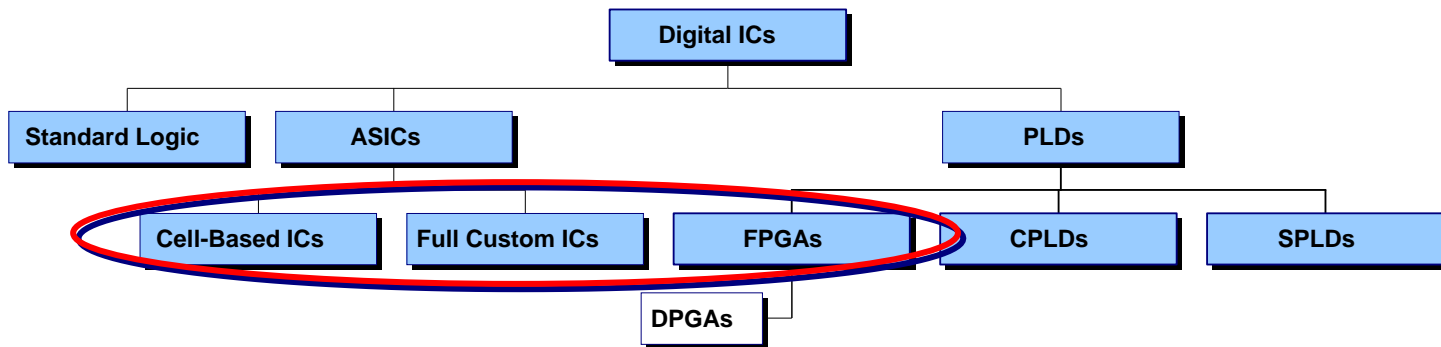 Digital ICs
Standard Logic
ASICs
PLDs
Cell-Based ICs
Full Custom ICs
FPGAs
CPLDs
SPLDs
DPGAs